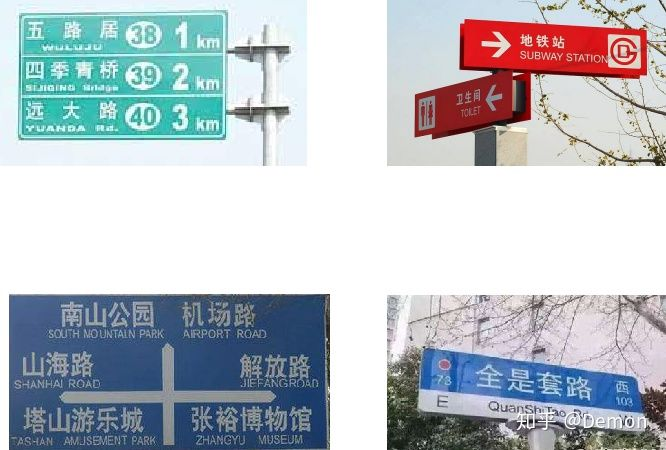 五路居 38 1 km
WULUJU
四季青桥 39 2 km
SIJIQING Bridge
远大路 40 3 km
YUANDA Rd.
地铁站
SUBWAY STATION
卫生间
TOILET
南山公园 机场路
SOUTH MOUNTAIN PARK AIRPORT ROAD
山海路 解放路
SHANHAI ROAD JIEFANGROAD
塔山游乐城 张裕博物馆
TASHAN AMUSEMENT PARK ZHANGYU MUSEUM
73 全是套路 西
103
E Rd.
知乎 @Demon